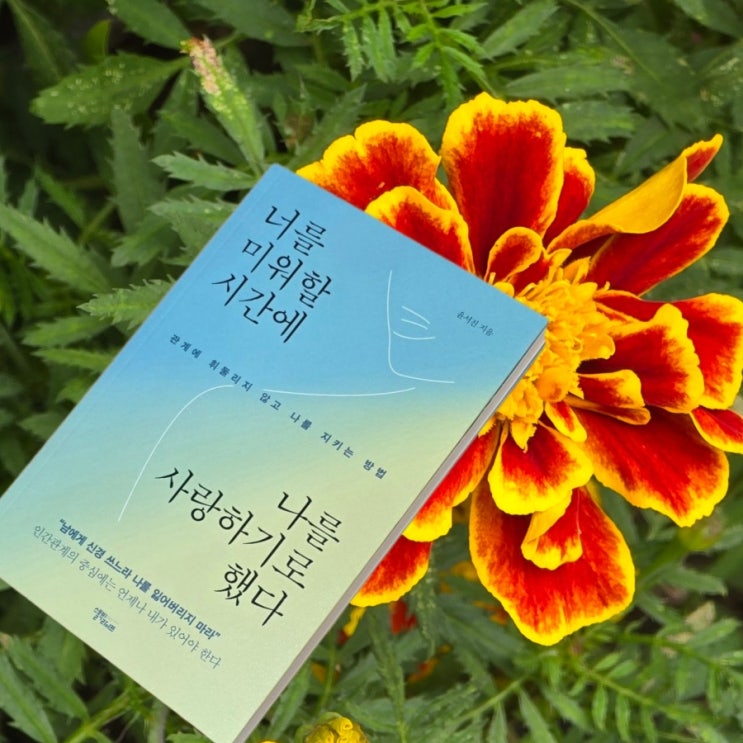 너를
미워할
시간에
윤서진 지음
관계에 휘둘리지 않고 나를 지키는 방법
나를
사랑하기로
했다
"남에게 신경 쓰느라 나를 잃어버리지 마라"
인간관계의 중심에는 언제나 내가 있어야 한다